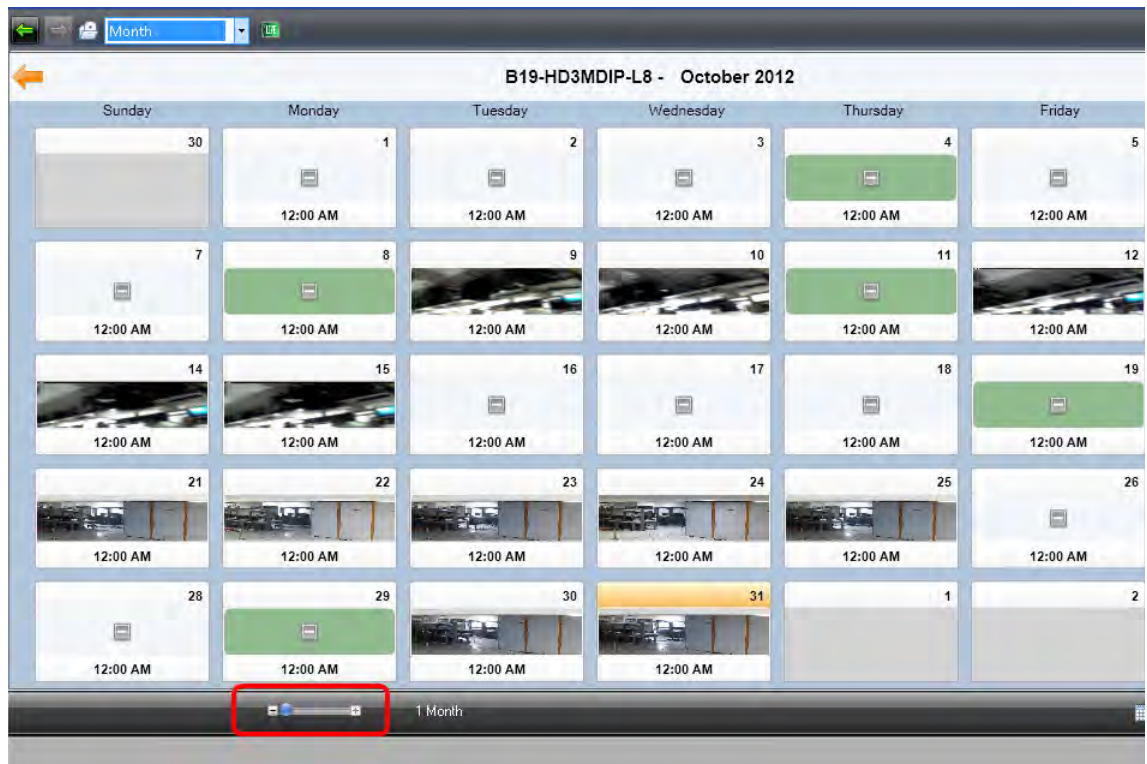 Month LIVE
B19-HD3MDIP-L8 - October 2012
Sunday Monday Tuesday Wednesday Thursday Friday
30 1 2 3 4 5
12:00 AM 12:00 AM 12:00 AM 12:00 AM 12:00 AM
7 8 9 10 11 12
12:00 AM 12:00 AM 12:00 AM 12:00 AM 12:00 AM 12:00 AM
14 15 16 17 18 19
12:00 AM 12:00 AM 12:00 AM 12:00 AM 12:00 AM 12:00 AM
21 22 23 24 25 26
12:00 AM 12:00 AM 12:00 AM 12:00 AM 12:00 AM 12:00 AM
28 29 30 31 1 2
12:00 AM 12:00 AM 12:00 AM 12:00 AM
1 Month